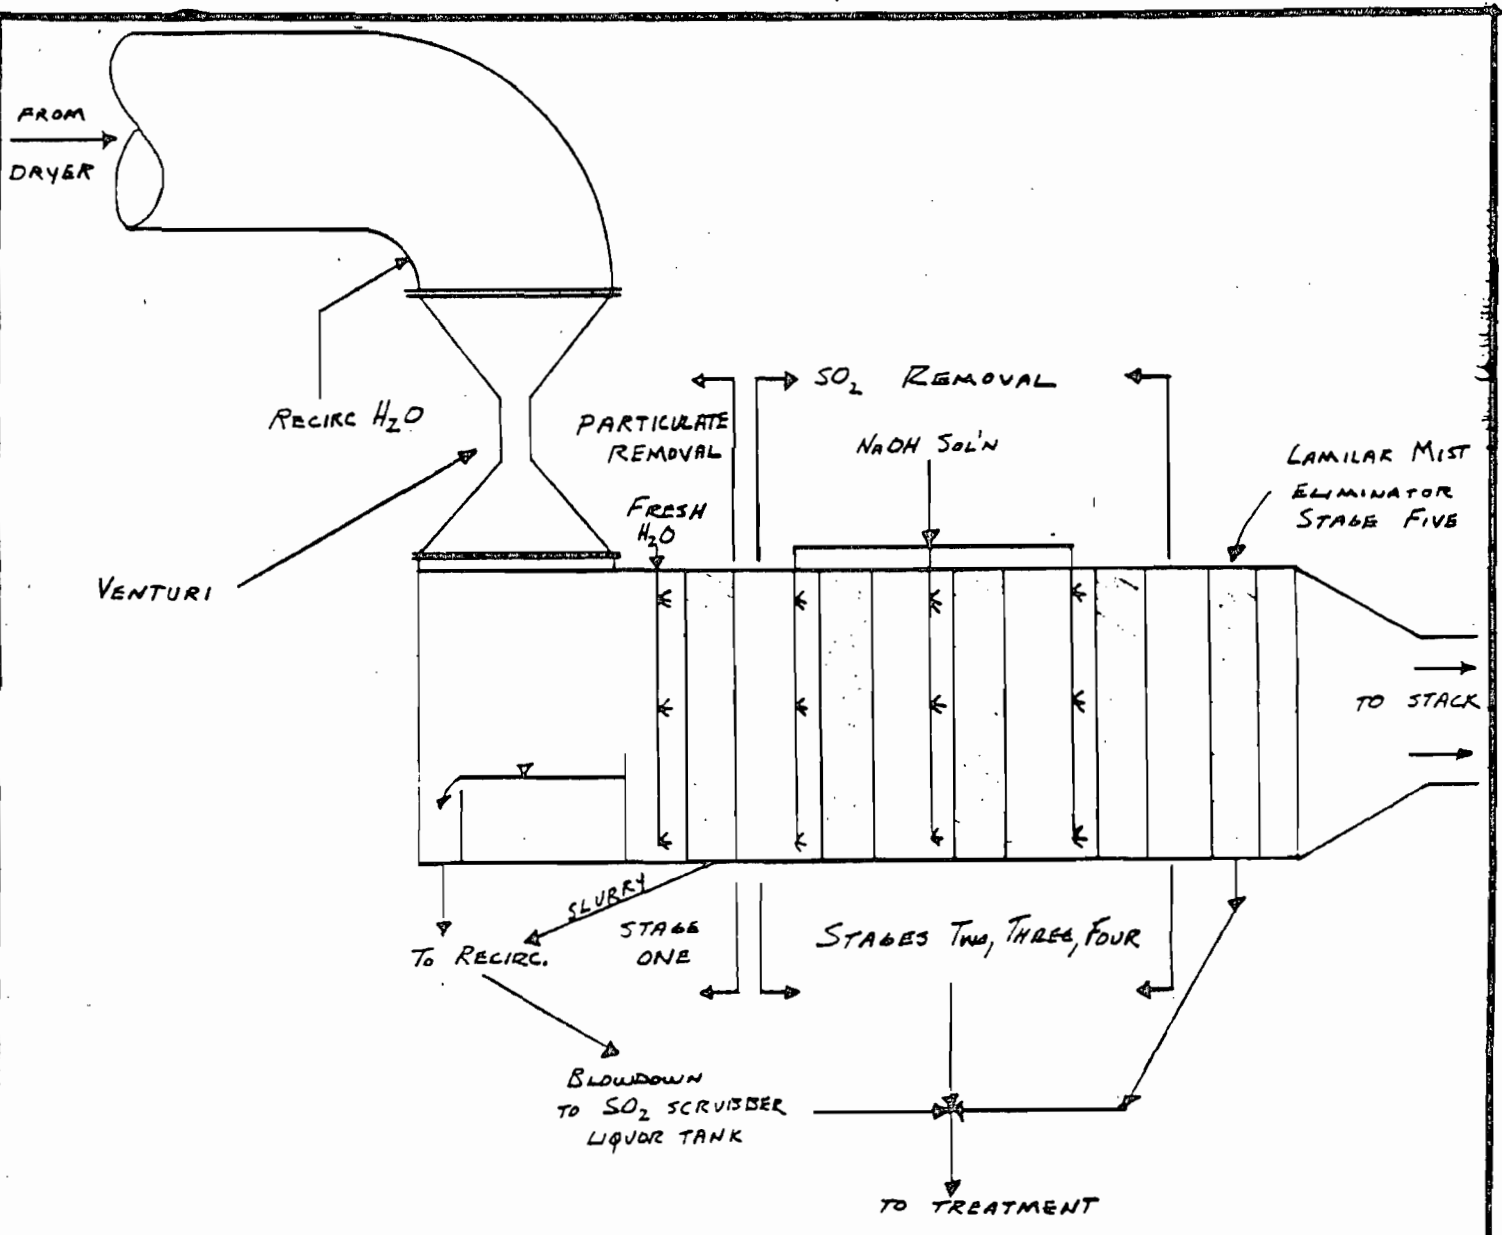 FROM
DRYER
RECIRC H₂O
VENTURI
PARTICULATE
REMOVAL
SO₂ REMOVAL
NaOH SOL'N
FRESH
H₂O
LAMILAR MIST
ELIMINATOR
STAGE FIVE
TO STACK
SLURRY
TO RECIRC.
STAGE
ONE
STAGES TWO, THREE, FOUR
BLOWDOWN
TO SO₂ SCRUBBER
LIQUOR TANK
TO TREATMENT